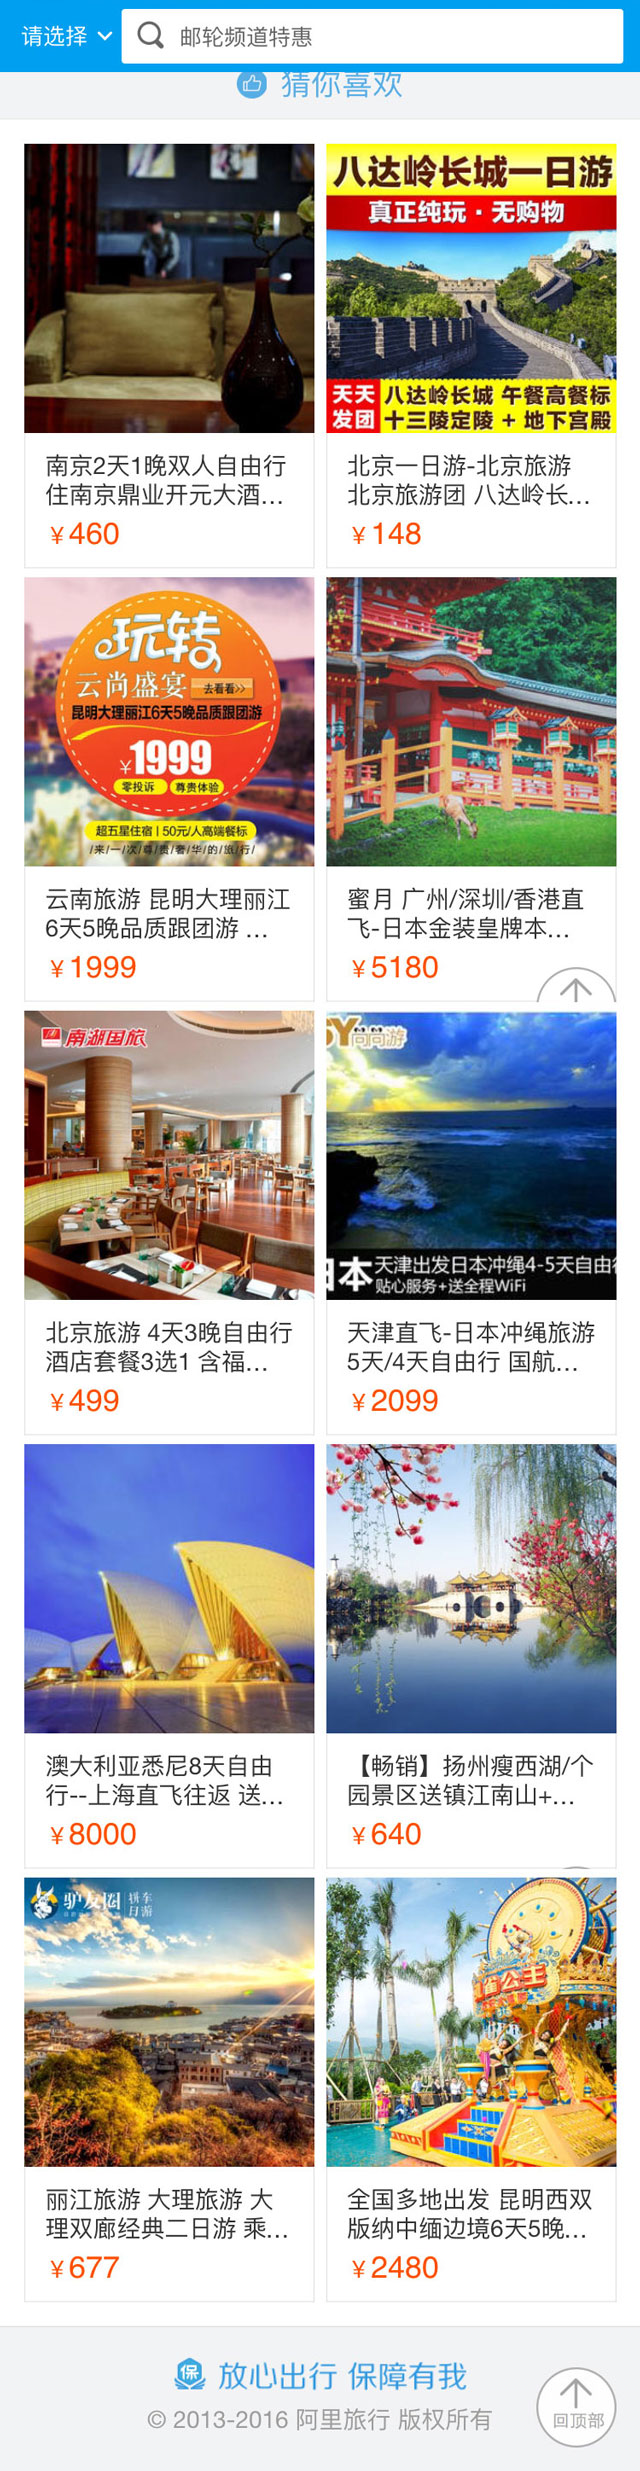 请选择
邮轮频道特惠
猜你喜欢
八达岭长城一日游
真正纯玩·无购物
天天发团
八达岭长城 午餐高餐标
十三陵定陵 + 地下宫殿
南京2天1晚双人自由行
住南京鼎业开元大酒...
¥460
北京一日游-北京旅游
北京旅游团 八达岭长...
¥148
玩转
云尚盛宴 去看看>>
昆明大理丽江6天5晚品质跟团游
¥1999
零投诉 尊贵体验
超五星住宿|50元/人高端餐标
/来一次尊贵奢华的旅行/
云南旅游 昆明大理丽江
6天5晚品质跟团游 ...
¥1999
蜜月 广州/深圳/香港直
飞-日本金装皇牌本...
¥5180
南湖国旅
SY尚尚游
日本
天津出发日本冲绳4-5天自由行
贴心服务+送全程WiFi
北京旅游 4天3晚自由行
酒店套餐3选1 含福...
¥499
天津直飞-日本冲绳旅游
5天/4天自由行 国航...
¥2099
澳大利亚悉尼8天自由
行--上海直飞往返 送...
¥8000
【畅销】扬州瘦西湖/个
园景区送镇江南山+...
¥640
驴友圈
拼车
日游
丽江旅游 大理旅游 大
理双廊经典二日游 乘...
¥677
全国多地出发 昆明西双
版纳中缅边境6天5晚...
¥2480
保 放心出行 保障有我
© 2013-2016 阿里旅行 版权所有
回顶部